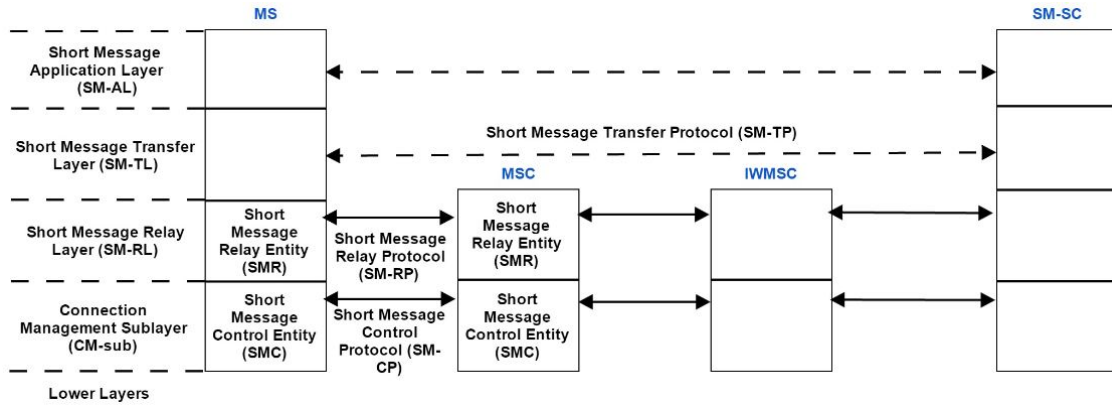 MS
SM-SC
Short Message
Application Layer
(SM-AL)
Short Message Transfer Protocol (SM-TP)
Short Message Transfer
Layer (SM-TL)
MSC
IWMSC
Short Message Relay
Layer (SM-RL)
Short
Message
Relay Entity
(SMR)
Short Message
Relay Protocol
(SM-RP)
Short
Message
Relay Entity
(SMR)
Connection
Management Sublayer
(CM-sub)
Short
Message
Control Entity
(SMC)
Short Message
Control
Protocol (SM-
CP)
Short
Message
Control Entity
(SMC)
Lower Layers